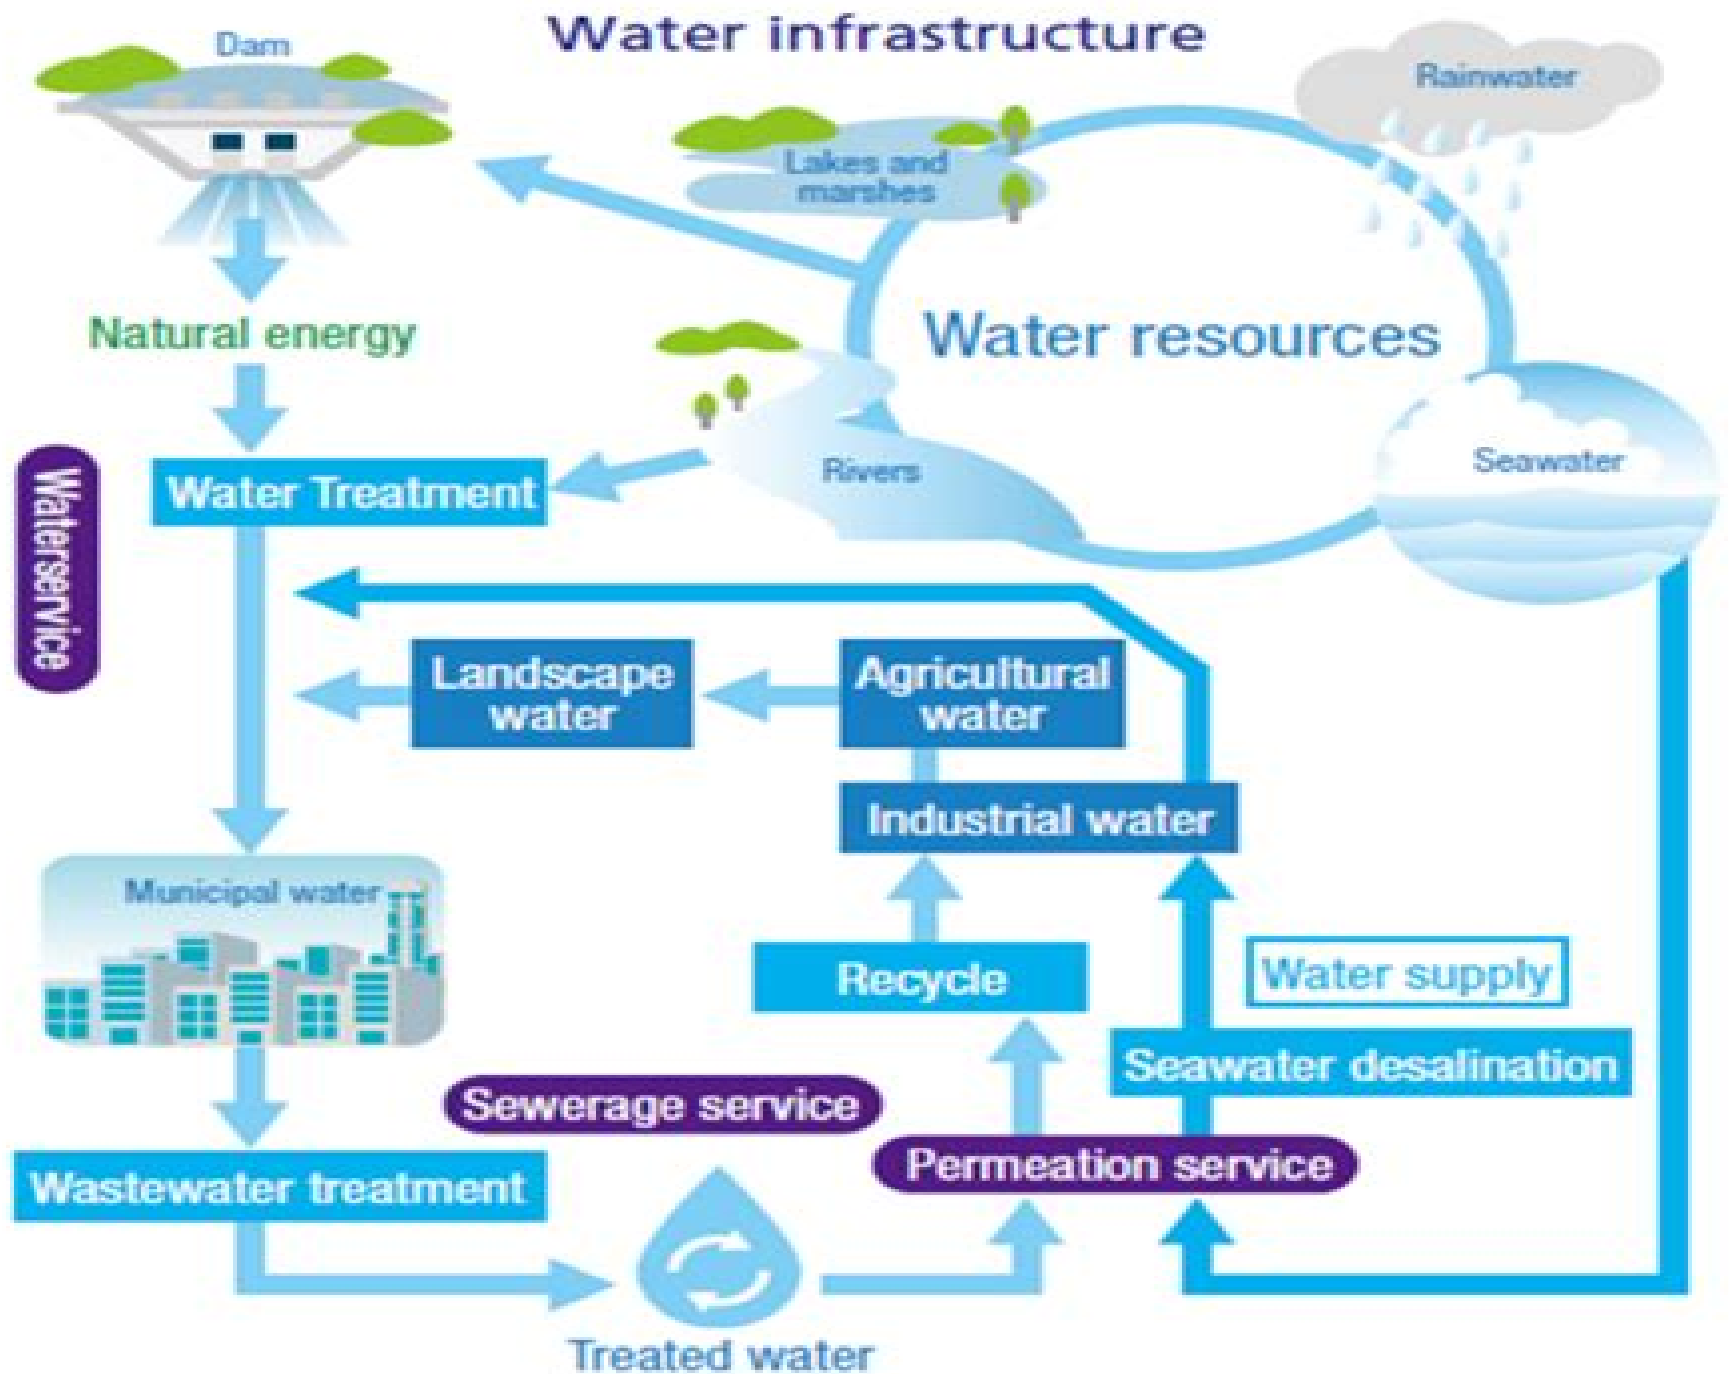 Water infrastructure
Dam
Rainwater
Lakes and
marshes
Natural energy
Water resources
Rivers
Seawater
Waterservice
Water Treatment
Landscape
water
Agricultural
water
Industrial water
Municipal water
Recycle
Water supply
Seawater desalination
Sewerage service
Permeation service
Wastewater treatment
Treated water